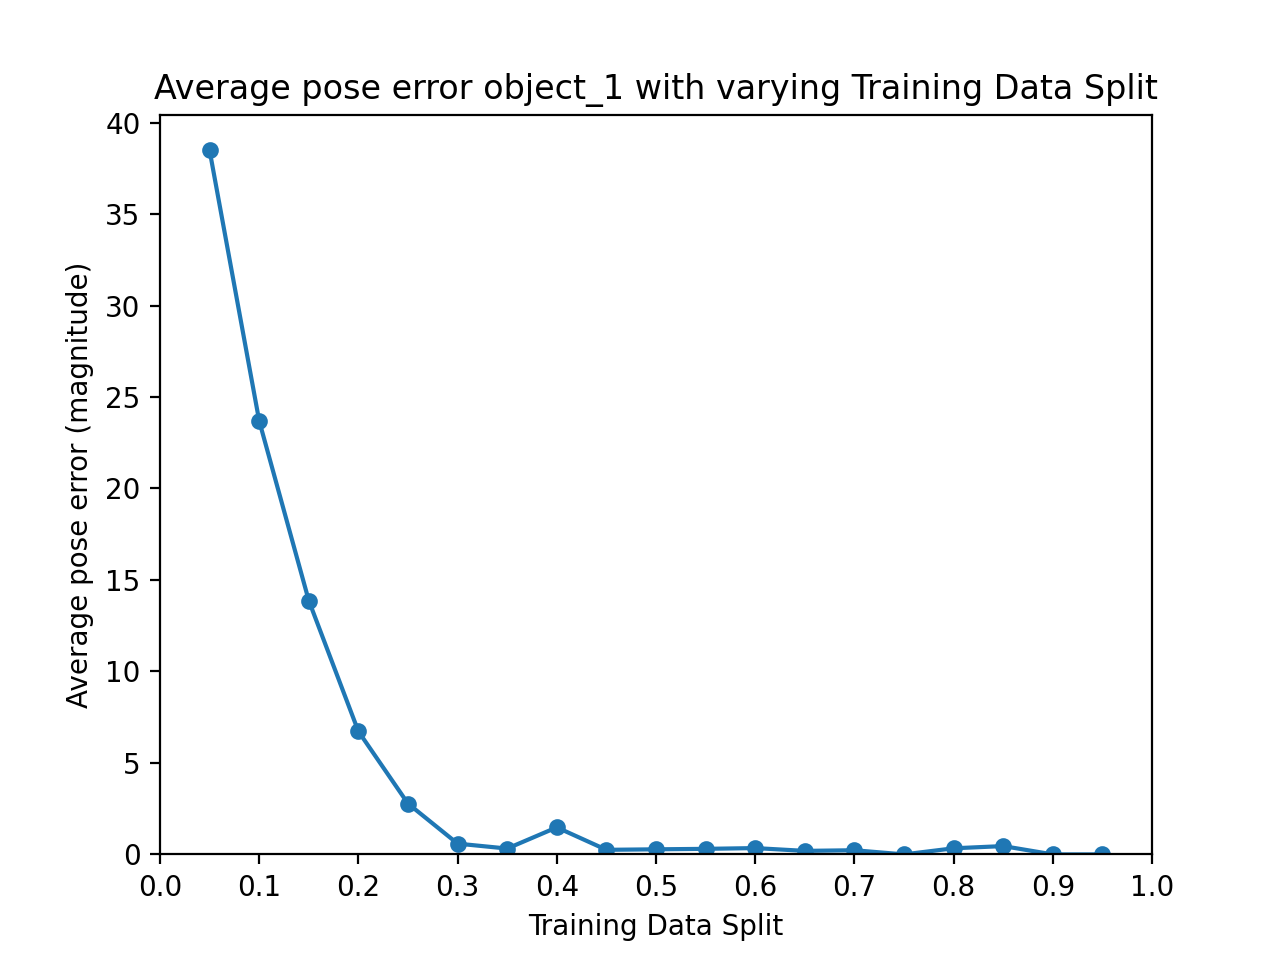 Average pose error object_1 with varying Training Data Split
Average pose error (magnitude)
40
35
30
25
20
15
10
5
0
0.0 0.1 0.2 0.3 0.4 0.5 0.6 0.7 0.8 0.9 1.0
Training Data Split